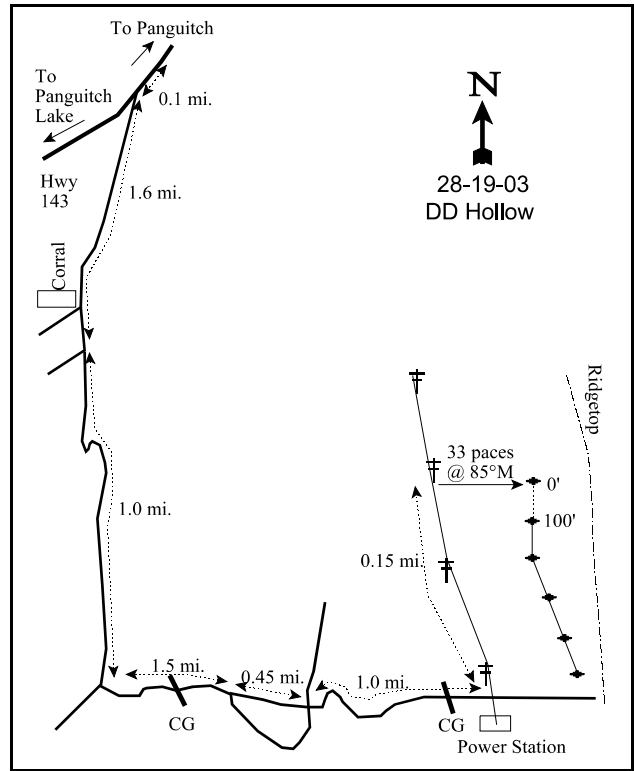 To Panguitch
To
Panguitch
Lake
0.1 mi.
N
Hwy
143
1.6 mi.
28-19-03
DD Hollow
Corral
Ridgetop
33 paces
@ 85°M
0'
100'
1.0 mi.
0.15 mi.
1.5 mi.
0.45 mi.
1.0 mi.
CG
CG
Power Station